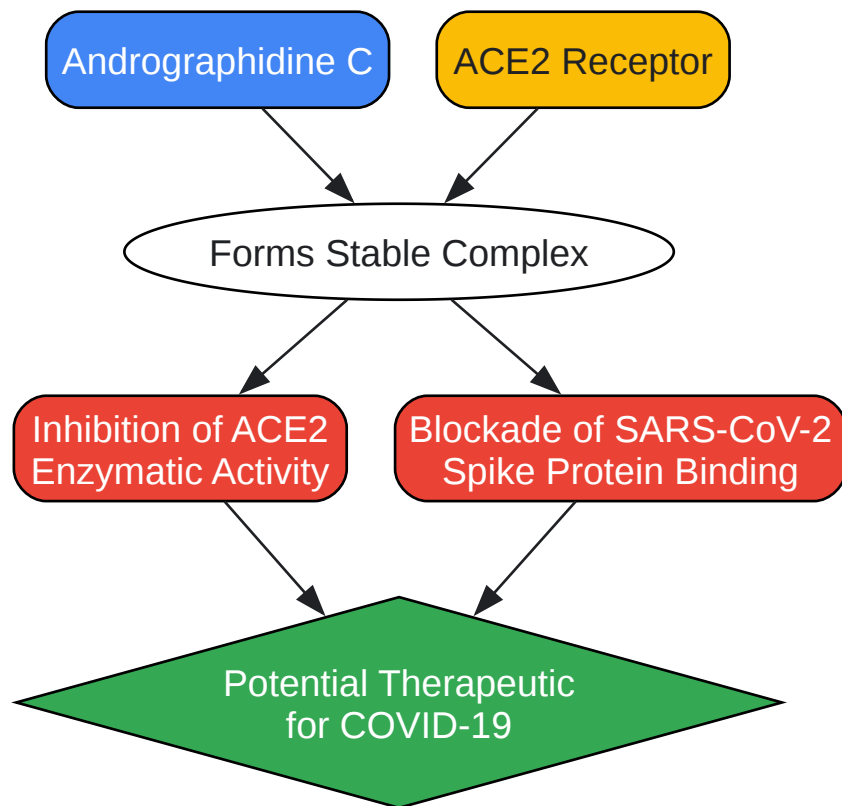 Andrographidine C
ACE2 Receptor
Forms Stable Complex
Inhibition of ACE2
Enzymatic Activity
Blockade of SARS-CoV-2
Spike Protein Binding
Potential Therapeutic
for COVID-19